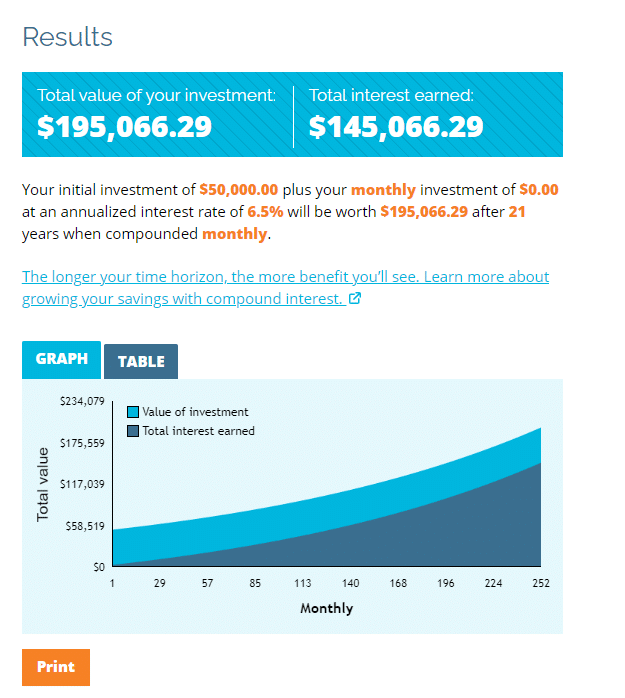 Results
Total value of your investment: Total interest earned:
$195,066.29 $145,066.29
Your initial investment of $50,000.00 plus your monthly investment of $0.00
at an annualized interest rate of 6.5% will be worth $195,066.29 after 21
years when compounded monthly.
The longer your time horizon, the more benefit you'll see. Learn more about
growing your savings with compound interest.
GRAPH TABLE
$234,079
Value of investment
Total interest earned
$175,559
Total value
$117,039
$58,519
$0
1 29 57 85 113 140 168 196 224 252
Monthly
Print